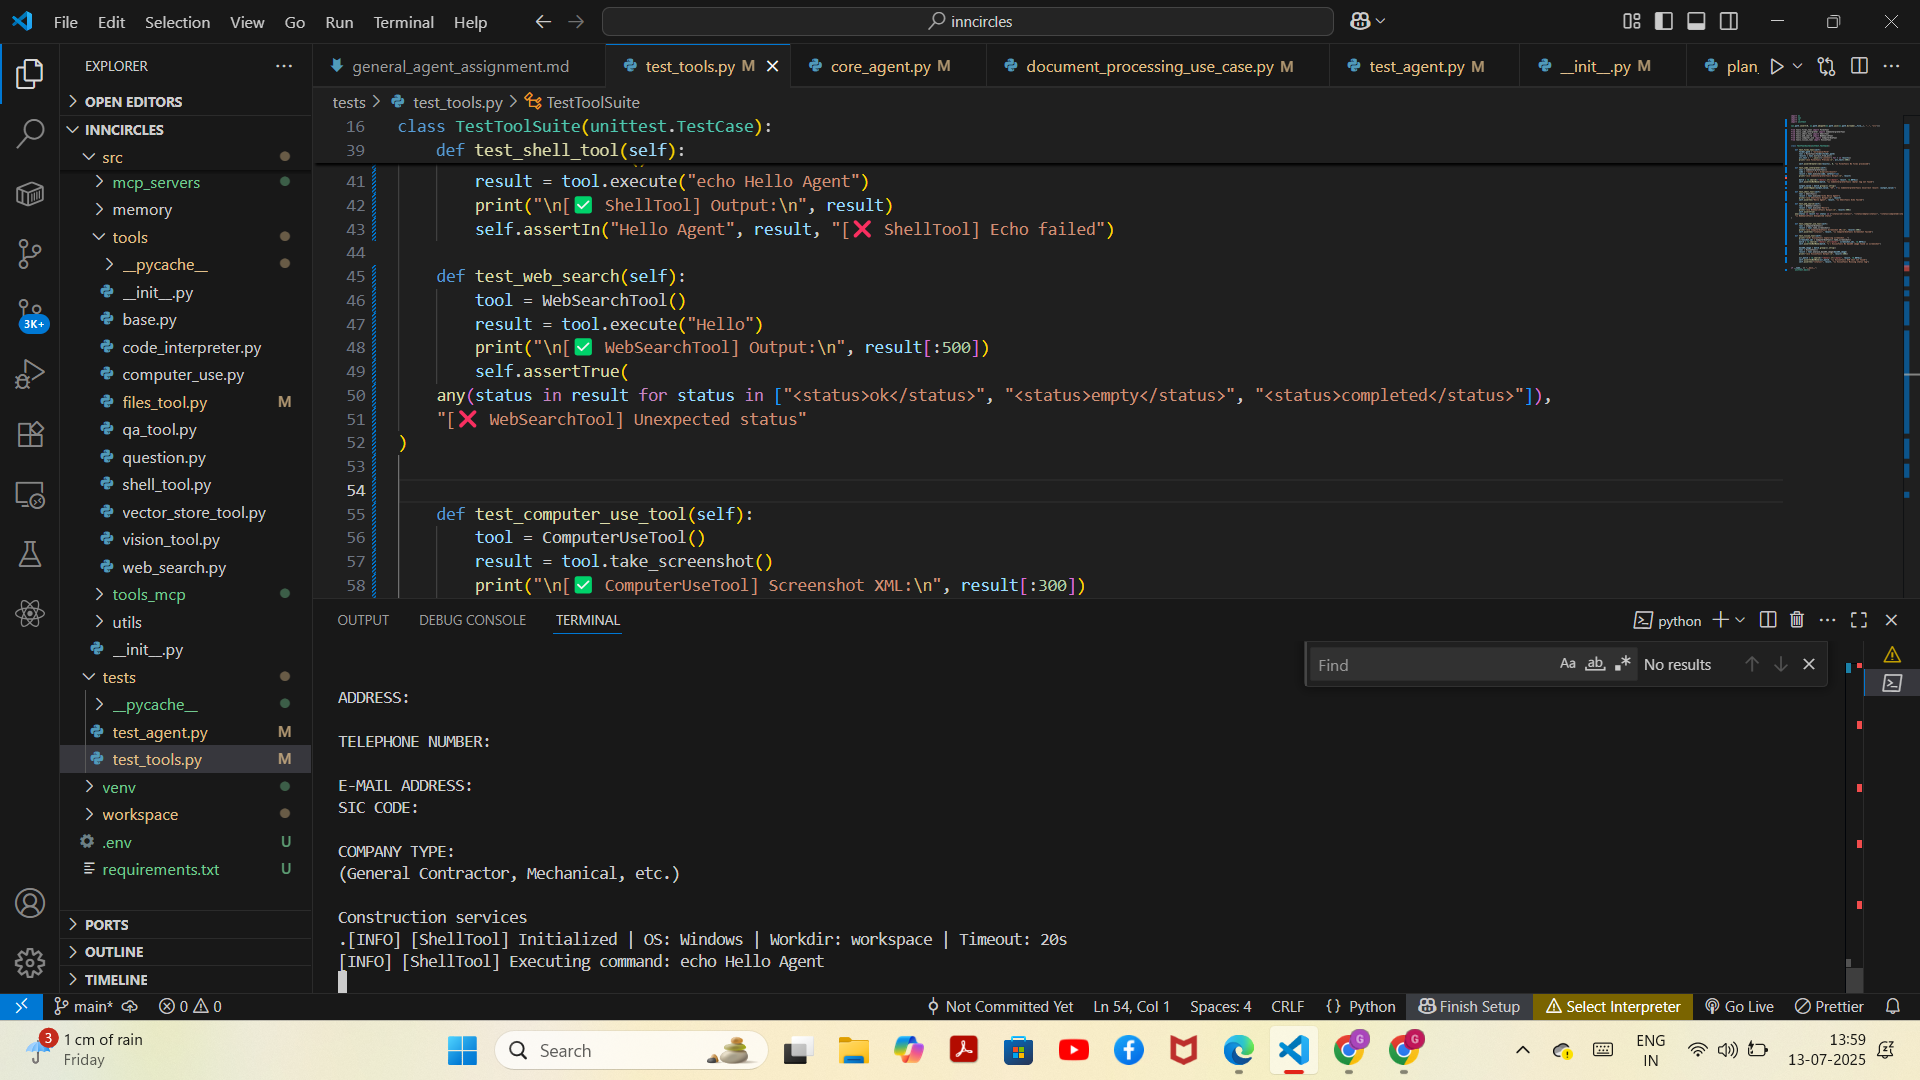 File Edit Selection View Go Run Terminal Help
inncircles
EXPLORER
OPEN EDITORS
INNCIRCLES
src
mcp_servers
memory
tools
__pycache__
__init__.py
base.py
code_interpreter.py
computer_use.py
files_tool.py M
qa_tool.py
question.py
shell_tool.py
vector_store_tool.py
vision_tool.py
web_search.py
tools_mcp
utils
__init__.py
tests
__pycache__
test_agent.py M
test_tools.py M
venv
workspace
.env U
requirements.txt U
PORTS
OUTLINE
TIMELINE
3K+
general_agent_assignment.md test_tools.py M core_agent.py M document_processing_use_case.py M test_agent.py M __init__.py M plan_
tests > test_tools.py > TestToolSuite
16 class TestToolSuite(unittest.TestCase):
39 def test_shell_tool(self):
41 result = tool.execute("echo Hello Agent")
42 print("\n[✅ ShellTool] Output:\n", result)
43 self.assertIn("Hello Agent", result, "[❌ ShellTool] Echo failed")
44
45 def test_web_search(self):
46 tool = WebSearchTool()
47 result = tool.execute("Hello")
48 print("\n[✅ WebSearchTool] Output:\n", result[:500])
49 self.assertTrue(
50 any(status in result for status in ["<status>ok</status>", "<status>empty</status>", "<status>completed</status>"]),
51 "[❌ WebSearchTool] Unexpected status"
52 )
53
54
55 def test_computer_use_tool(self):
56 tool = ComputerUseTool()
57 result = tool.take_screenshot()
58 print("\n[✅ ComputerUseTool] Screenshot XML:\n", result[:300])
OUTPUT DEBUG CONSOLE TERMINAL
python
Find Aa ab No results
ADDRESS:
TELEPHONE NUMBER:
E-MAIL ADDRESS:
SIC CODE:
COMPANY TYPE:
(General Contractor, Mechanical, etc.)
Construction services
.[INFO] [ShellTool] Initialized | OS: Windows | Workdir: workspace | Timeout: 20s
[INFO] [ShellTool] Executing command: echo Hello Agent
main* 0 0 Not Committed Yet Ln 54, Col 1 Spaces: 4 CRLF {} Python Finish Setup Select Interpreter Go Live Prettier
3
1 cm of rain
Friday
Search
G
G
ENG
IN
13:59
13-07-2025